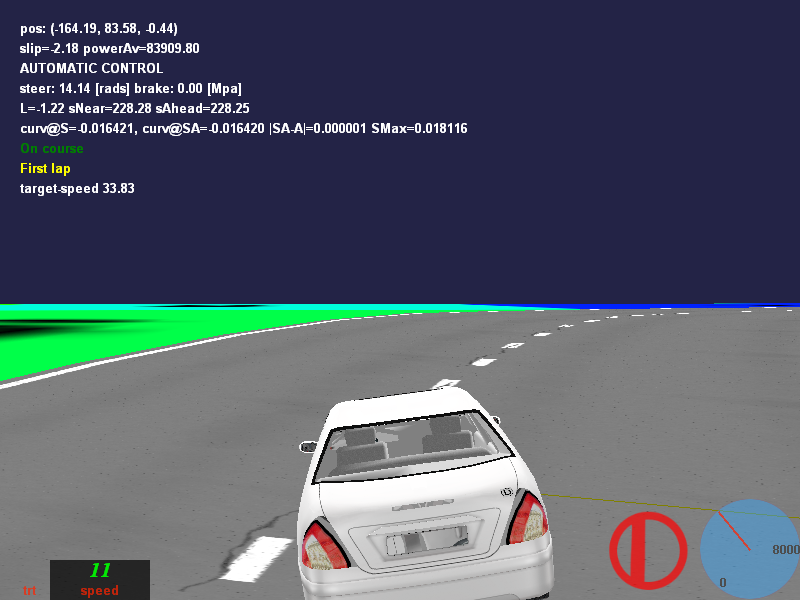 pos: (-164.19, 83.58, -0.44)
slip=-2.18 powerAv=83909.80
AUTOMATIC CONTROL
steer: 14.14 [rads] brake: 0.00 [Mpa]
L=-1.22 sNear=228.28 sAhead=228.25
curv@S=-0.016421, curv@SA=-0.016420 |SA-A|=0.000001 SMax=0.018116
On course
First lap
target-speed 33.83
8000
0
11
speed